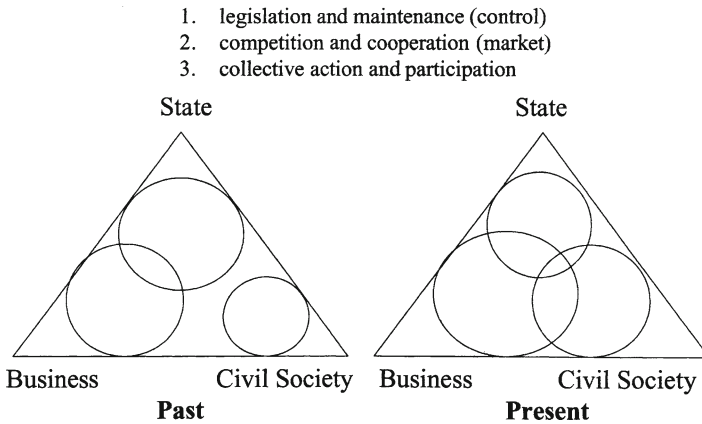 1. legislation and maintenance (control)
2. competition and cooperation (market)
3. collective action and participation
State
State
Business
Civil Society
Business
Civil Society
Past
Present